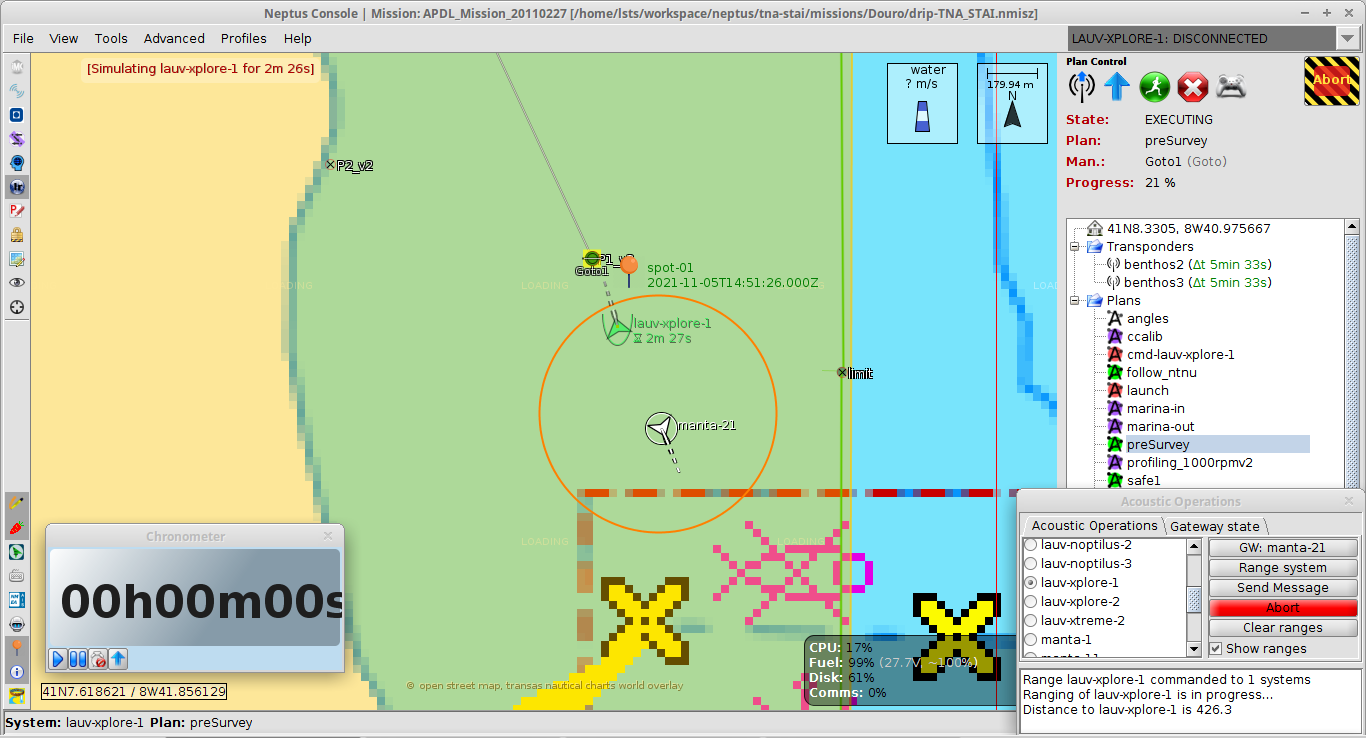 Neptus Console | Mission: APDL_Mission_20110227 [/home/lsts/workspace/neptus/tna-stai/missions/Douro/drip-TNA_STAI.nmisz]
File View Tools Advanced Profiles Help
LAUV-XPLORE-1: DISCONNECTED
[Simulating lauv-xplore-1 for 2m 26s]
water
? m/s
179.94 m
N
Plan Control
Abort
State: EXECUTING
Plan: preSurvey
Man.: Goto1 (Goto)
Progress: 21 %
P2_v2
Goto1
spot-01
2021-11-05T14:51:26.000Z
LOADING
LOADING
LOADING
lauv-xplore-1
2m 27s
limit
manta-21
LOADING
LOADING
41N8.3305, 8W40.975667
Transponders
benthos2 (Δt 5min 33s)
benthos3 (Δt 5min 33s)
Plans
angles
ccalib
cmd-lauv-xplore-1
follow_ntnu
launch
marina-in
marina-out
preSurvey
profiling_1000rpmv2
safe1
Chronometer
00h00m00s
41N7.618621 / 8W41.856129
© open street map, transas nautical charts world overlay
CPU: 17%
Fuel: 99% (27.7V, ~100%)
Disk: 61%
Comms: 0%
Acoustic Operations
Acoustic Operations Gateway state
lauv-noptilus-2
lauv-noptilus-3
lauv-xplore-1
lauv-xplore-2
lauv-xtreme-2
manta-1
GW: manta-21
Range system
Send Message
Abort
Clear ranges
Show ranges
Range lauv-xplore-1 commanded to 1 systems
Ranging of lauv-xplore-1 is in progress...
Distance to lauv-xplore-1 is 426.3
System: lauv-xplore-1 Plan: preSurvey